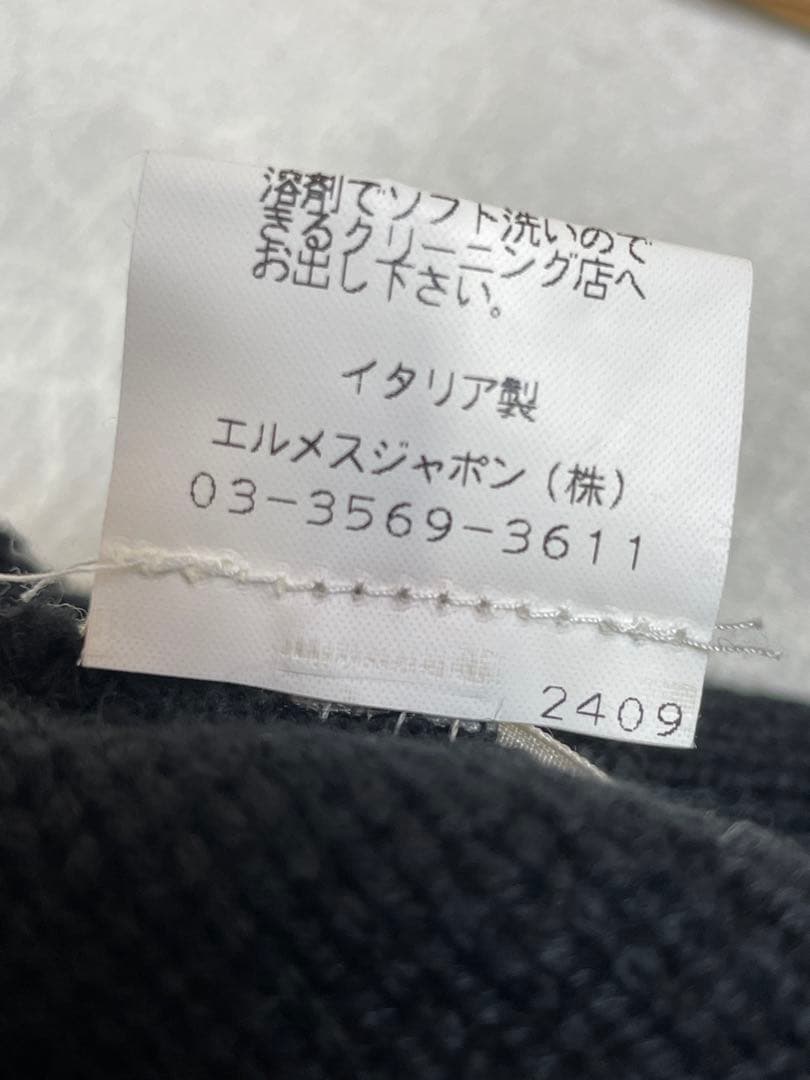 溶剤でソフト洗いので
きるクリーニング店へ
お出し下さい。
イタリア製
エルメスジャポン（株）
03-3569-3611
2409